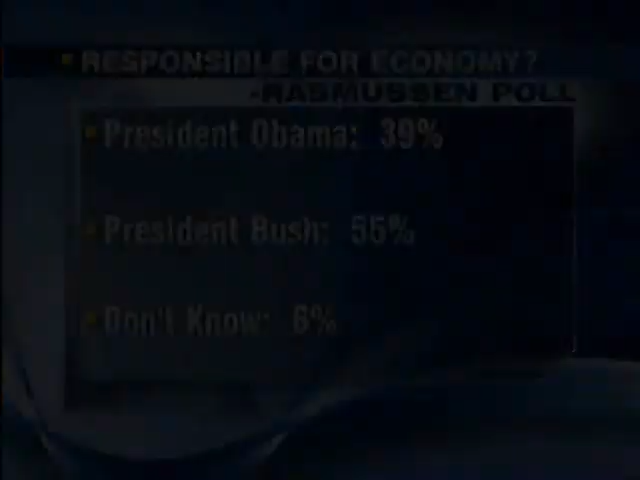 RESPONSIBLE FOR ECONOMY?
-RASMUSSEN POLL
President Obama: 39%
President Bush: 55%
Don't Know: 6%